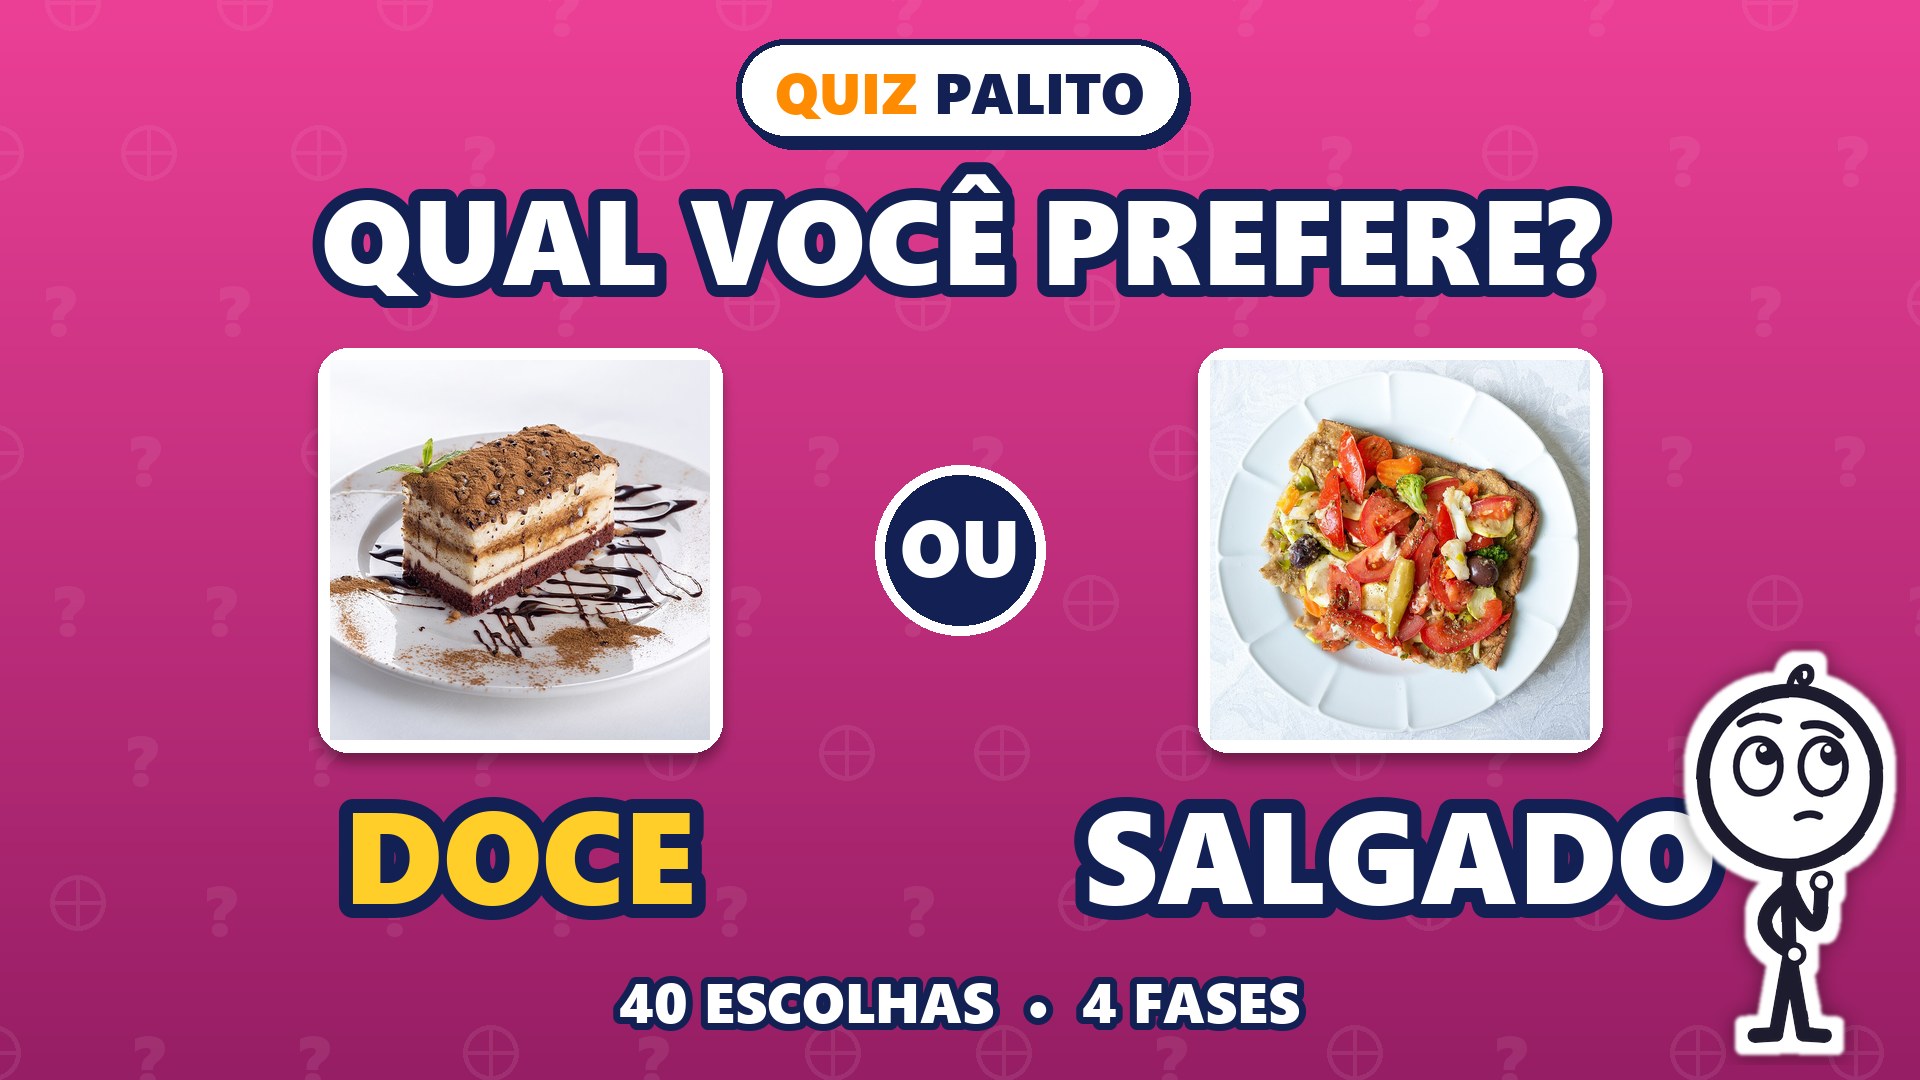 QUIZ PALITO
QUAL VOCÊ PREFERE?
OU
DOCE
SALGADO
40 ESCOLHAS • 4 FASES